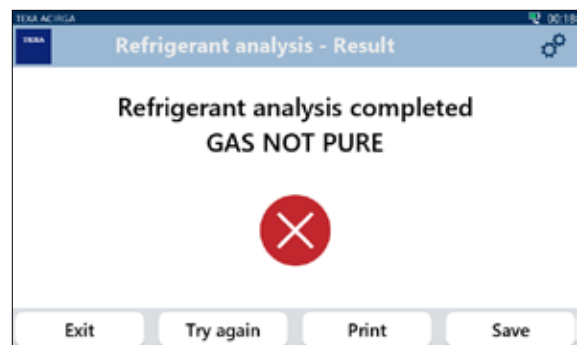 TEXA ACIRGA 00:18
TEXA
Refrigerant analysis - Result
Refrigerant analysis completed
GAS NOT PURE
Exit Try again Print Save